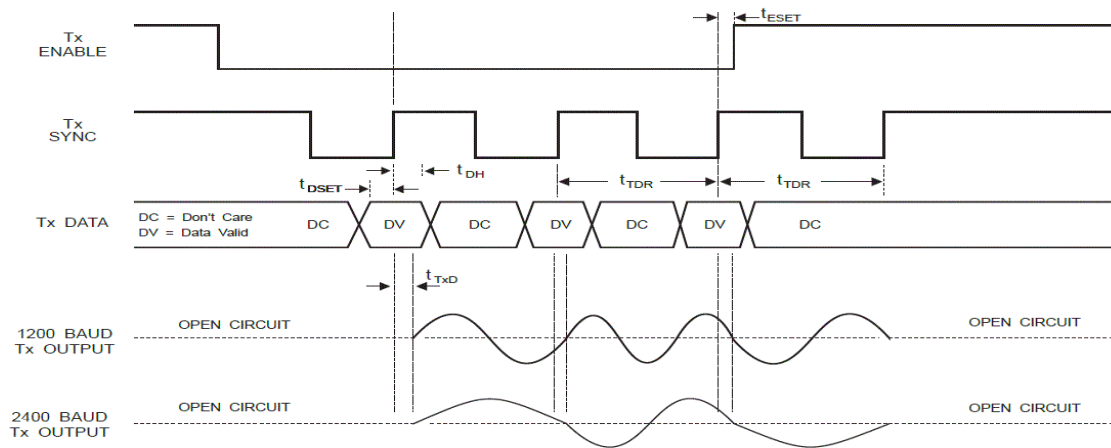 Tx
ENABLE
tESET
Tx
SYNC
tDSET
tDH
tTDR
tTDR
Tx DATA
DC = Don't Care
DV = Data Valid
DC
DV
DC
DV
DC
DV
DC
tTxD
1200 BAUD
Tx OUTPUT
OPEN CIRCUIT
OPEN CIRCUIT
2400 BAUD
Tx OUTPUT
OPEN CIRCUIT
OPEN CIRCUIT